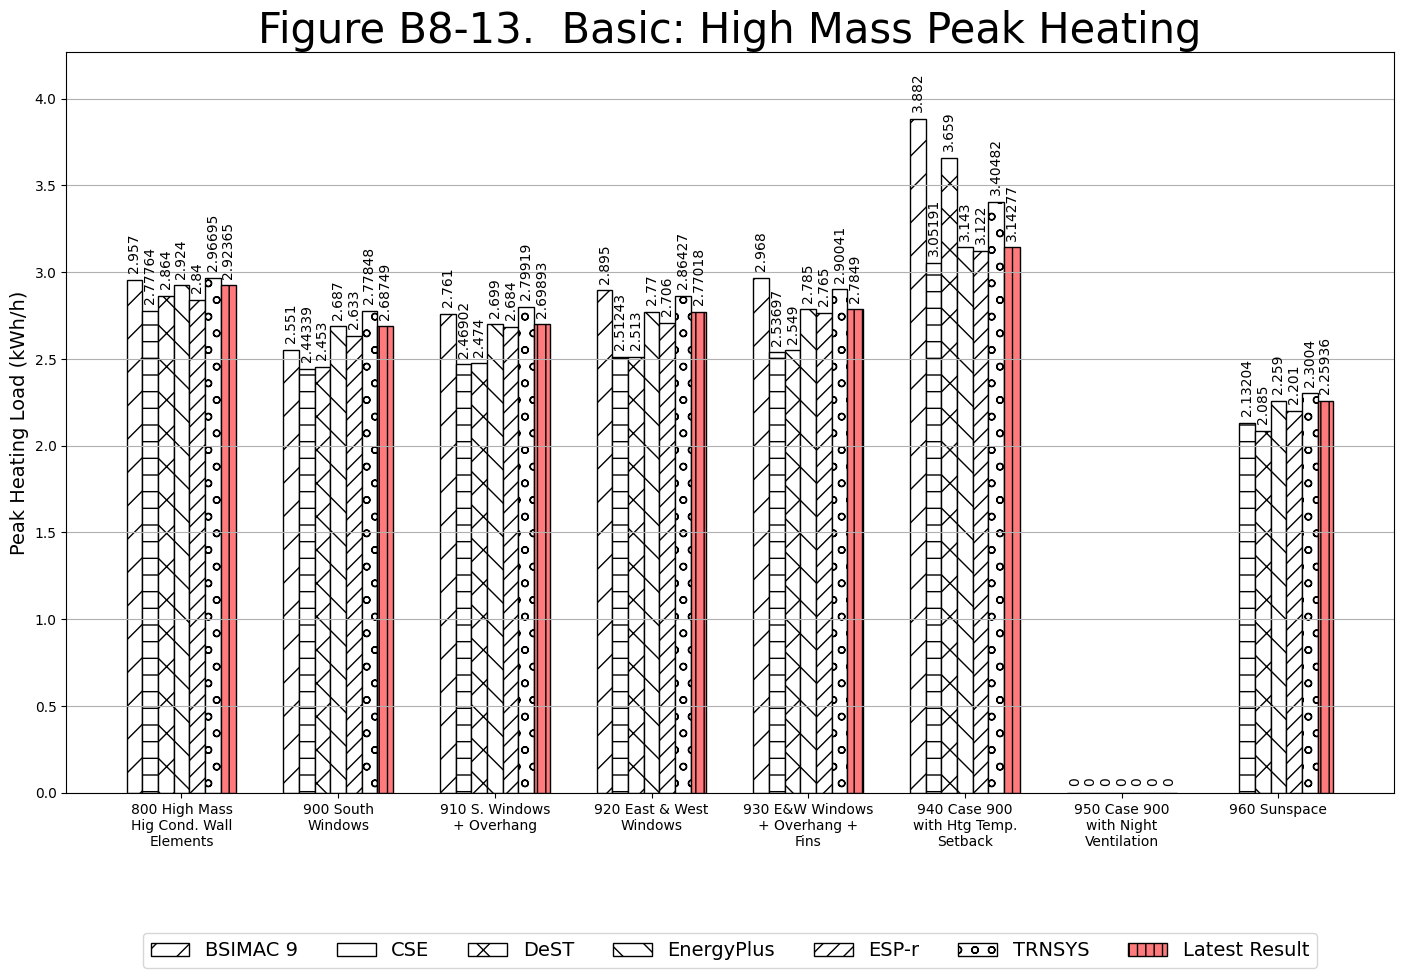 Figure B8-13.  Basic: High Mass Peak Heating
Peak Heating Load (kWh/h)
4.0
3.5
3.0
2.5
2.0
1.5
1.0
0.5
0.0
2.957
2.77764
2.864
2.924
2.84
2.96695
2.92365
2.551
2.44339
2.453
2.687
2.633
2.77848
2.68749
2.761
2.46902
2.474
2.699
2.684
2.79919
2.69893
2.895
2.51243
2.513
2.77
2.706
2.86427
2.77018
2.968
2.53697
2.549
2.785
2.765
2.90041
2.7849
3.882
3.05191
3.659
3.143
3.122
3.40482
3.14277
0
0
0
0
0
0
0
2.13204
2.085
2.259
2.201
2.3004
2.25936
800 High Mass
Hig Cond. Wall
Elements
900 South
Windows
910 S. Windows
+ Overhang
920 East & West
Windows
930 E&W Windows
+ Overhang +
Fins
940 Case 900
with Htg Temp.
Setback
950 Case 900
with Night
Ventilation
960 Sunspace
BSIMAC 9
CSE
DeST
EnergyPlus
ESP-r
TRNSYS
Latest Result